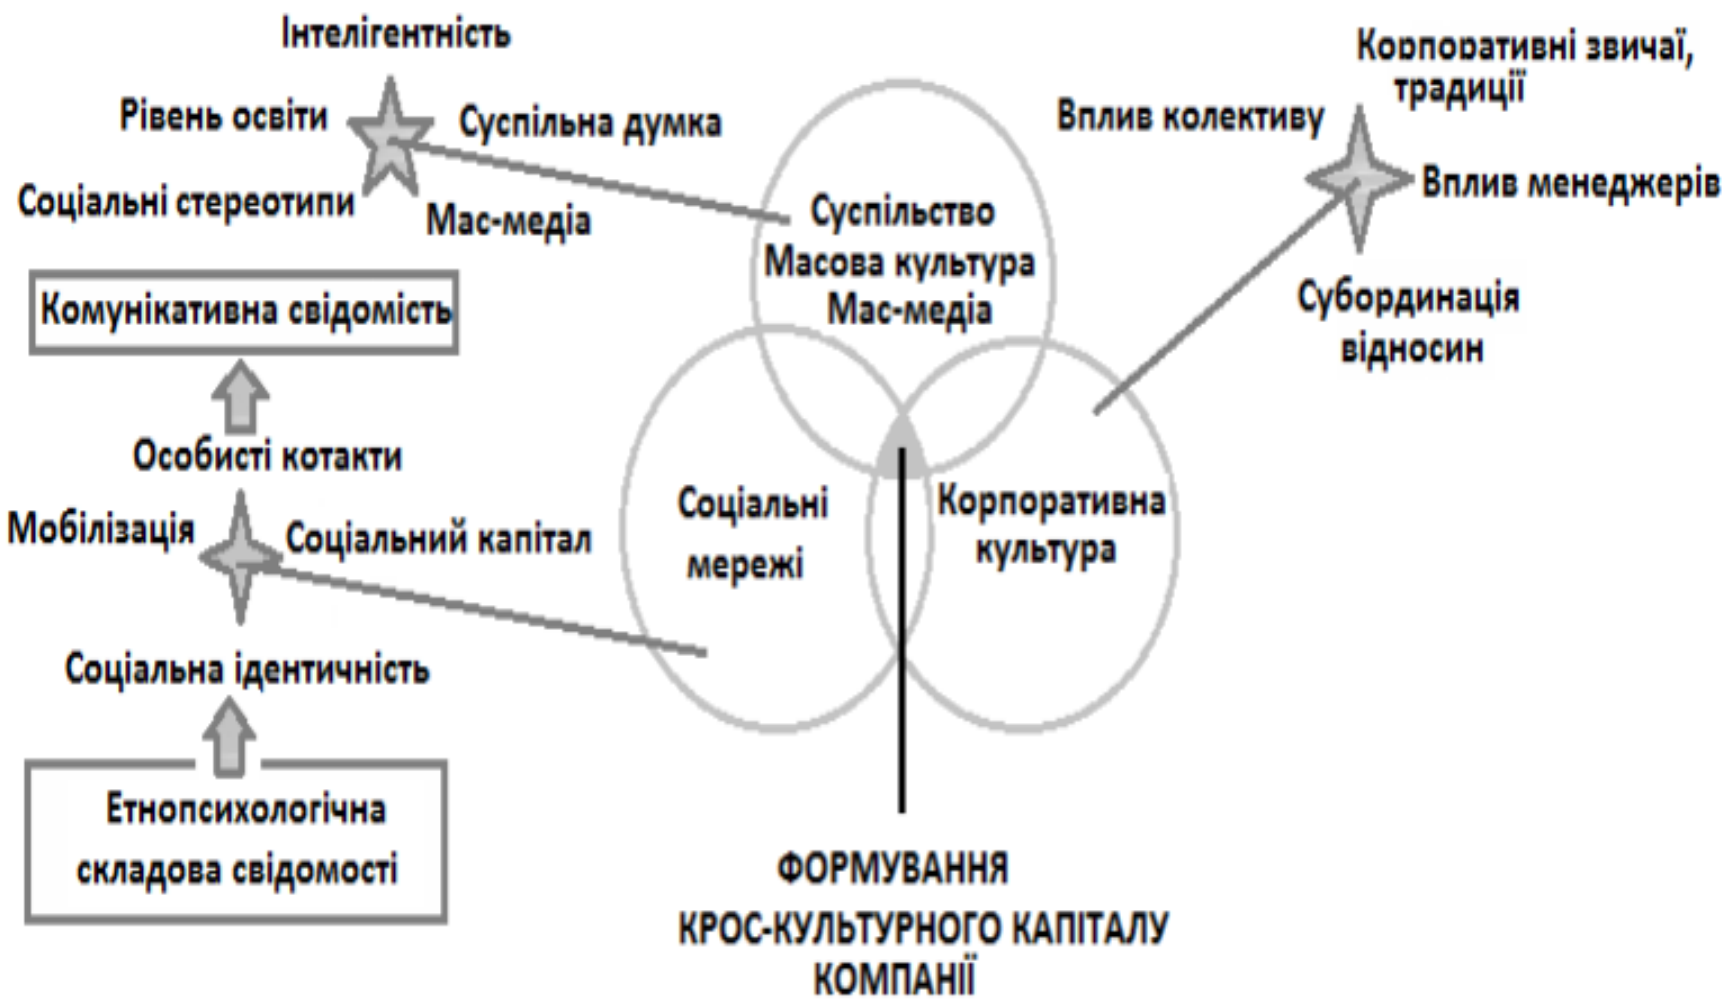 Інтелігентність
Рівень освіти
Суспільна думка
Соціальні стереотипи
Мас-медіа
Комунікативна свідомість
Особисті котакти
Мобілізація
Соціальний капітал
Соціальна ідентичність
Етнопсихологічна
складова свідомості
Суспільство
Масова культура
Мас-медіа
Соціальні
мережі
Корпоративна
культура
Корпоративні звичаї,
традиції
Вплив колективу
Вплив менеджерів
Субординація
відносин
ФОРМУВАННЯ
КРОС-КУЛЬТУРНОГО КАПІТАЛУ
КОМПАНІЇ